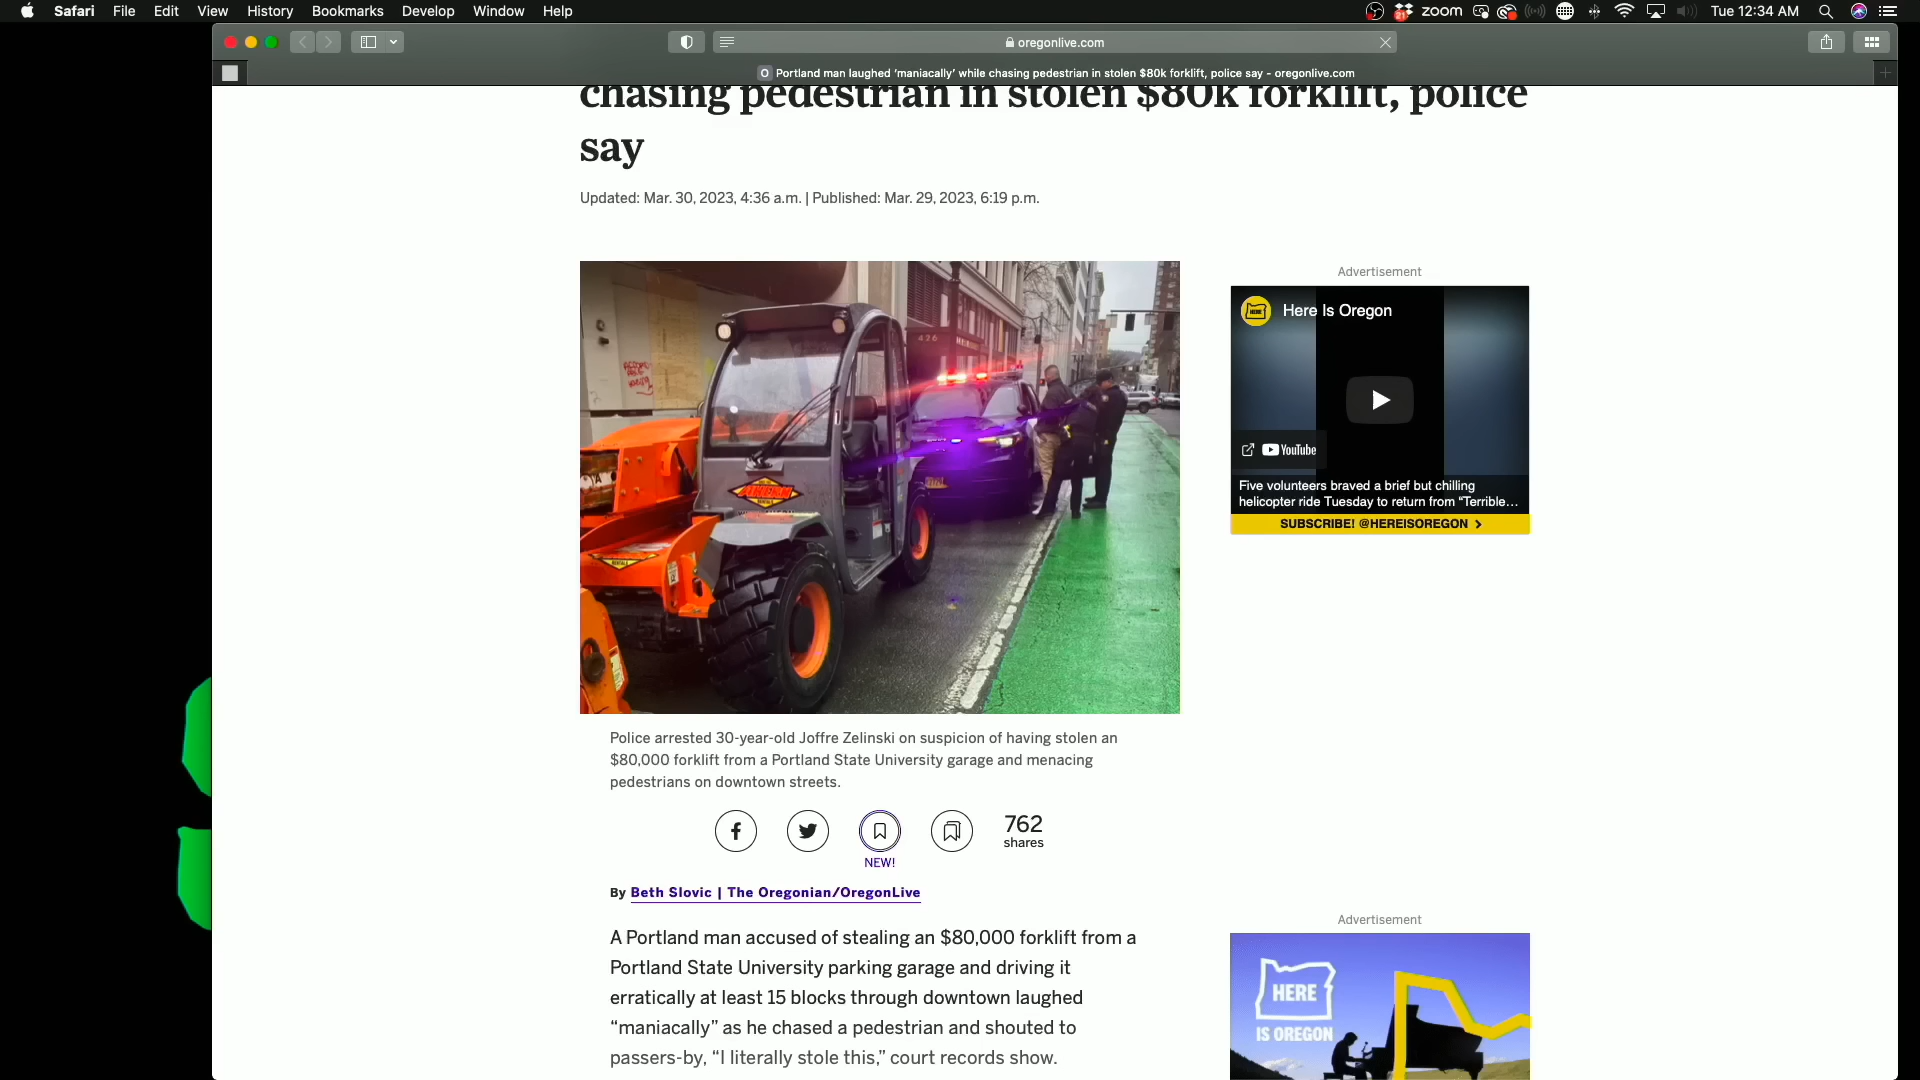 Safari File Edit View History Bookmarks Develop Window Help
21 zoom Tue 12:34 AM
oregonlive.com
O Portland man laughed ‘maniacally’ while chasing pedestrian in stolen $80k forklift, police say - oregonlive.com
chasing pedestrian in stolen $80k forklift, police
say
Updated: Mar. 30, 2023, 4:36 a.m. | Published: Mar. 29, 2023, 6:19 p.m.
426
AHERN
RENTALS
Police arrested 30-year-old Joffre Zelinski on suspicion of having stolen an
$80,000 forklift from a Portland State University garage and menacing
pedestrians on downtown streets.
NEW!
762
shares
By Beth Slovic | The Oregonian/OregonLive
A Portland man accused of stealing an $80,000 forklift from a
Portland State University parking garage and driving it
erratically at least 15 blocks through downtown laughed
“maniacally” as he chased a pedestrian and shouted to
passers-by, “I literally stole this,” court records show.
Advertisement
HERE
Here Is Oregon
YouTube
Five volunteers braved a brief but chilling
helicopter ride Tuesday to return from “Terrible...
SUBSCRIBE! @HEREISOREGON >
Advertisement
HERE
IS OREGON